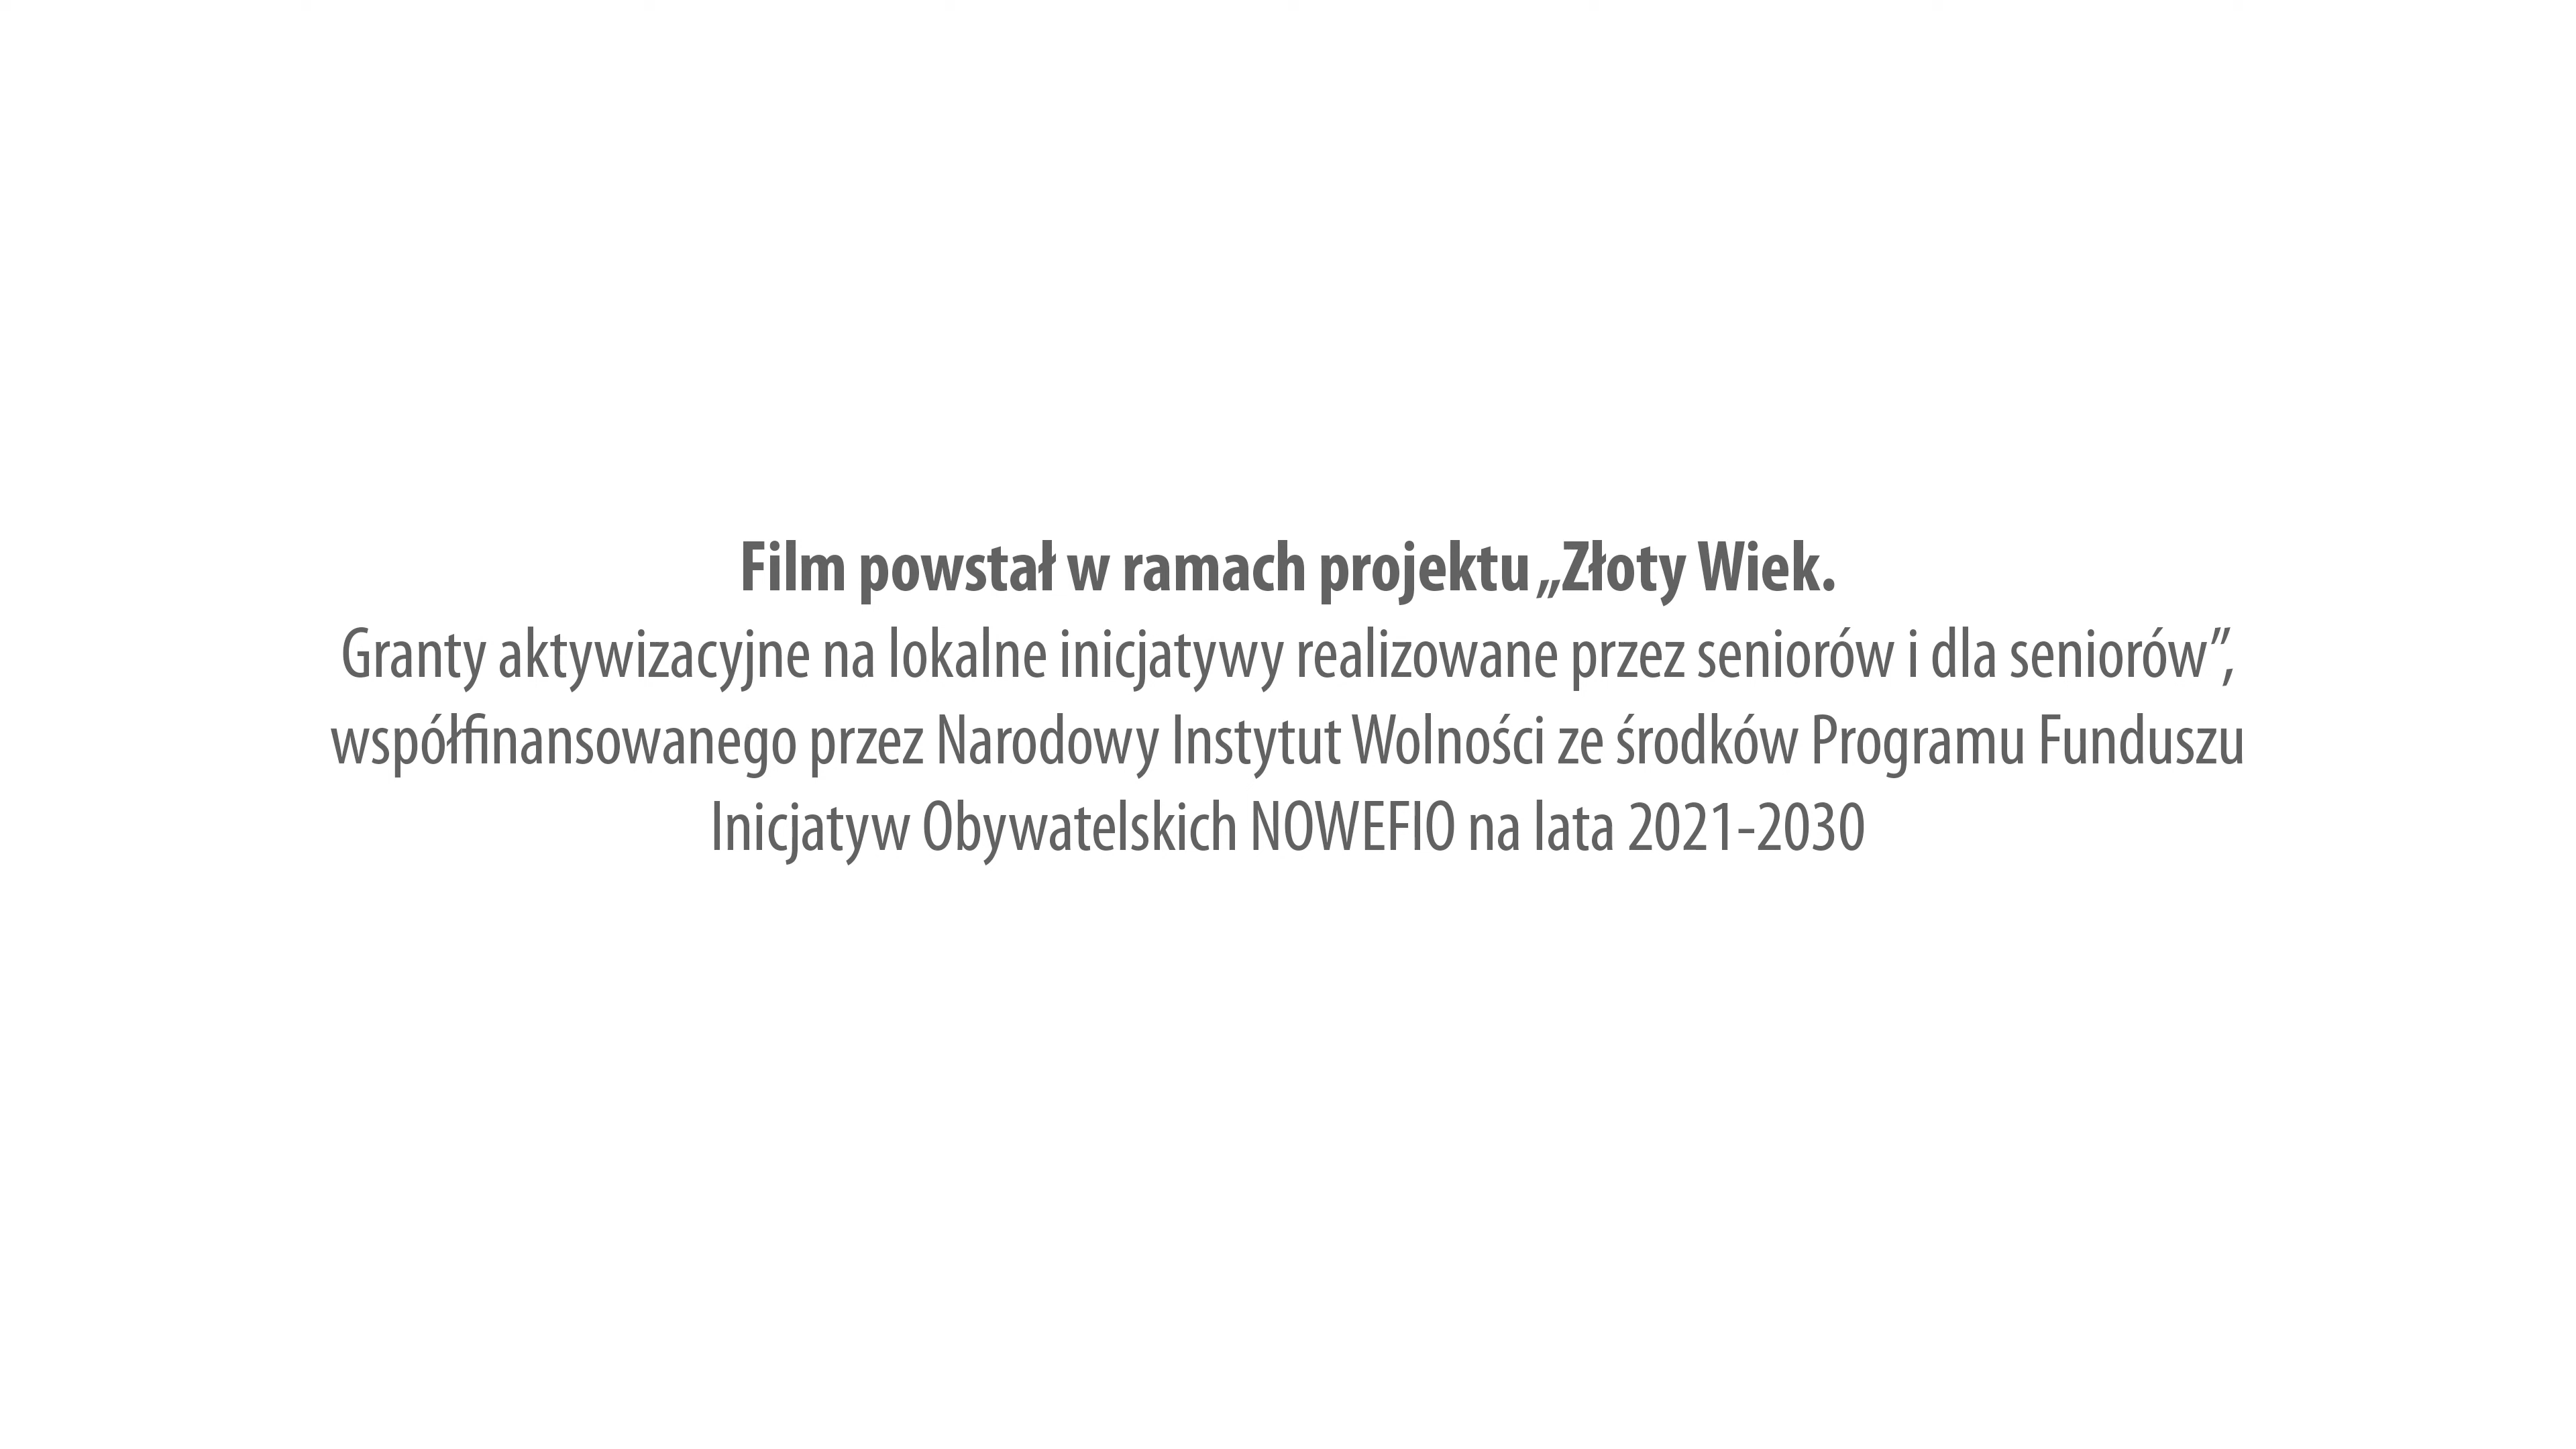 Film powstał w ramach projektu „Złoty Wiek.
Granty aktywizacyjne na lokalne inicjatywy realizowane przez seniorów i dla seniorów”,
współfinansowanego przez Narodowy Instytut Wolności ze środków Programu Funduszu
Inicjatyw Obywatelskich NOWEFIO na lata 2021-2030